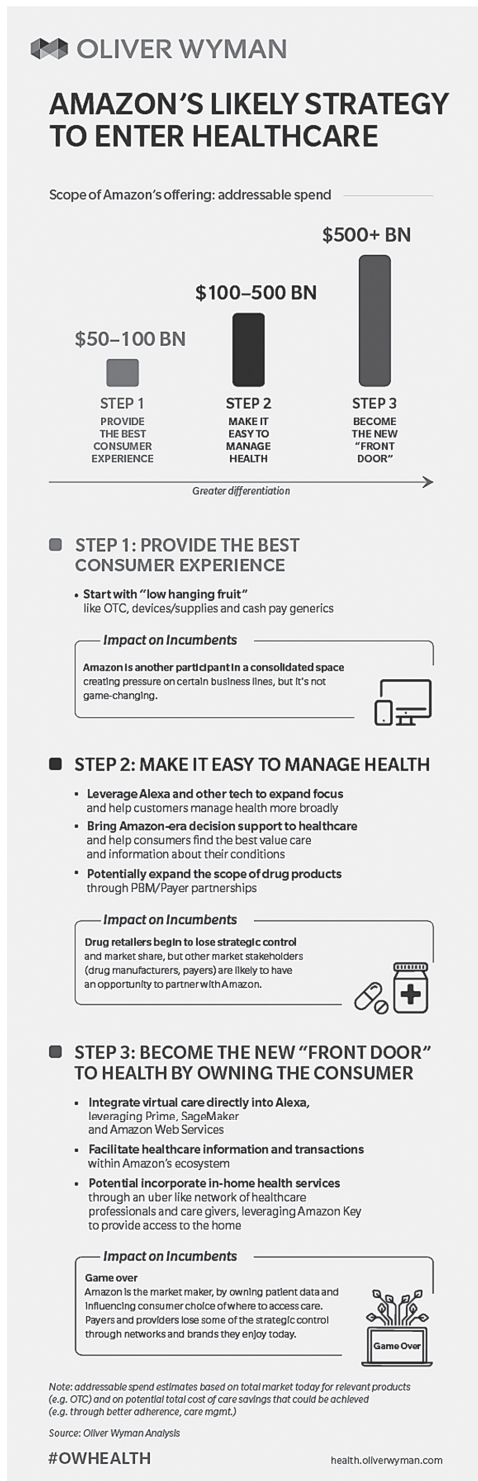 OLIVER WYMAN
AMAZON'S LIKELY STRATEGY
TO ENTER HEALTHCARE
Scope of Amazon's offering: addressable spend
$500+ BN
$100–500 BN
$50–100 BN
STEP 1
PROVIDE
THE BEST
CONSUMER
EXPERIENCE
STEP 2
MAKE IT
EASY TO
MANAGE
HEALTH
STEP 3
BECOME
THE NEW
"FRONT
DOOR"
Greater differentiation
STEP 1: PROVIDE THE BEST
CONSUMER EXPERIENCE
• Start with "low hanging fruit"
like OTC, devices/supplies and cash pay generics
Impact on Incumbents
Amazon is another participant in a consolidated space
creating pressure on certain business lines, but it's not
game-changing.
STEP 2: MAKE IT EASY TO MANAGE HEALTH
• Leverage Alexa and other tech to expand focus
and help customers manage health more broadly
• Bring Amazon-era decision support to healthcare
and help consumers find the best value care
and information about their conditions
• Potentially expand the scope of drug products
through PBM/Payer partnerships
Impact on Incumbents
Drug retailers begin to lose strategic control
and market share, but other market stakeholders
(drug manufacturers, payers) are likely to have
an opportunity to partner with Amazon.
STEP 3: BECOME THE NEW "FRONT DOOR"
TO HEALTH BY OWNING THE CONSUMER
• Integrate virtual care directly into Alexa,
leveraging Prime, SageMaker
and Amazon Web Services
• Facilitate healthcare information and transactions
within Amazon's ecosystem
• Potential incorporate in-home health services
through an uber like network of healthcare
professionals and care givers, leveraging Amazon Key
to provide access to the home
Impact on Incumbents
Game over
Amazon is the market maker, by owning patient data and
influencing consumer choice of where to access care.
Payers and providers lose some of the strategic control
through networks and brands they enjoy today.
Game Over
Note: addressable spend estimates based on total market today for relevant products
(e.g. OTC) and on potential total cost of care savings that could be achieved
(e.g. through better adherence, care mgmt.)
Source: Oliver Wyman Analysis
#OWHEALTH
health.oliverwyman.com